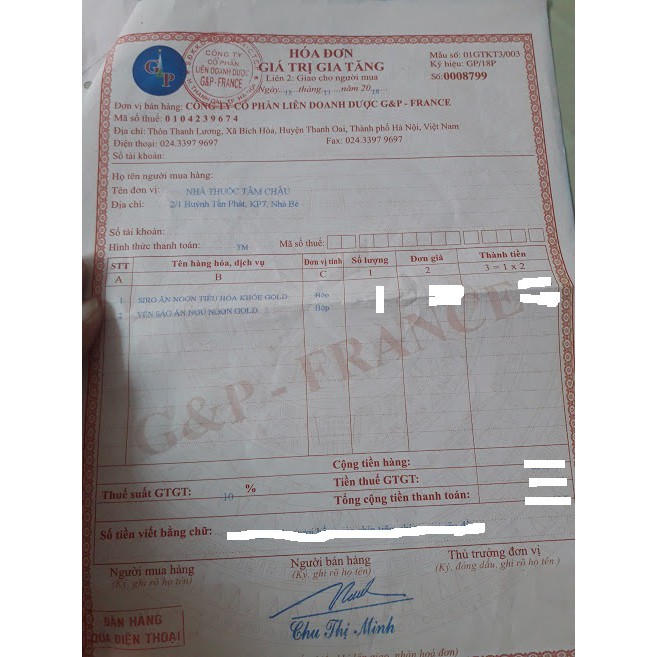 HÓA ĐƠN
GIÁ TRỊ GIA TĂNG
Liên 2: Giao cho người mua
Ngày 15 tháng 11 năm 2018
Mẫu số: 01GTKT3/003
Ký hiệu: GP/18P
Số: 0008799
G&P
CÔNG TY
CỔ PHẦN
LIÊN DOANH DƯỢC
G&P - FRANCE
Đơn vị bán hàng: CÔNG TY CỔ PHẦN LIÊN DOANH DƯỢC G&P - FRANCE
Mã số thuế: 0104239674
Địa chỉ: Thôn Thanh Lương, Xã Bích Hòa, Huyện Thanh Oai, Thành phố Hà Nội, Việt Nam
Điện thoại: 024.3397 9697 Fax: 024.3397 9697
Số tài khoản:
Họ tên người mua hàng:
Tên đơn vị: NHÀ THUỐC TÂM CHÂU
Địa chỉ: 2/1 Huỳnh Tấn Phát, KP7, Nhà Bè
Số tài khoản:
Hình thức thanh toán: TM Mã số thuế:
STT Tên hàng hóa, dịch vụ Đơn vị tính Số lượng Đơn giá Thành tiền
A B C 1 2 3 = 1 x 2
1 SIRO ĂN NGON TIÊU HÓA KHỎE GOLD Hộp
2 YẾN SÀO ĂN NGỦ NGON GOLD Hộp
G&P - FRANCE
Cộng tiền hàng:
Thuế suất GTGT: 10 % Tiền thuế GTGT:
Tổng cộng tiền thanh toán:
Số tiền viết bằng chữ:
Người mua hàng Người bán hàng Thủ trưởng đơn vị
(Ký, ghi rõ họ tên) (Ký, ghi rõ họ tên) (Ký, đóng dấu, ghi rõ họ tên)
BÁN HÀNG
QUA ĐIỆN THOẠI
Chu Thị Minh